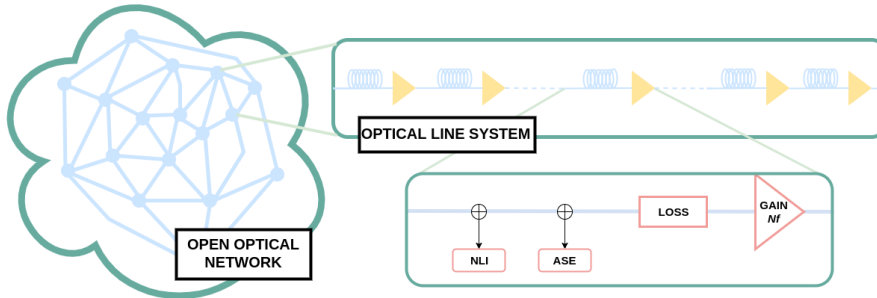 OPTICAL LINE SYSTEM
OPEN OPTICAL
NETWORK
NLI
ASE
LOSS
GAIN
Nf